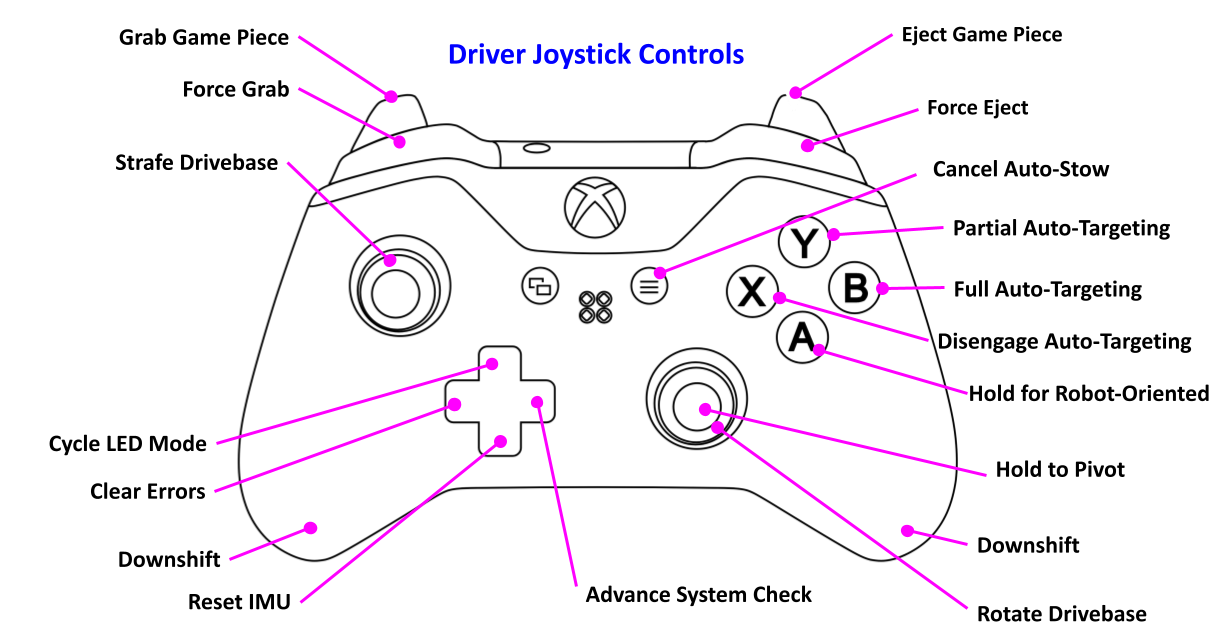 Driver Joystick Controls
Grab Game Piece
Force Grab
Strafe Drivebase
Cycle LED Mode
Clear Errors
Downshift
Reset IMU
Advance System Check
Eject Game Piece
Force Eject
Cancel Auto-Stow
Partial Auto-Targeting
Full Auto-Targeting
Disengage Auto-Targeting
Hold for Robot-Oriented
Hold to Pivot
Downshift
Rotate Drivebase
Y
X
B
A